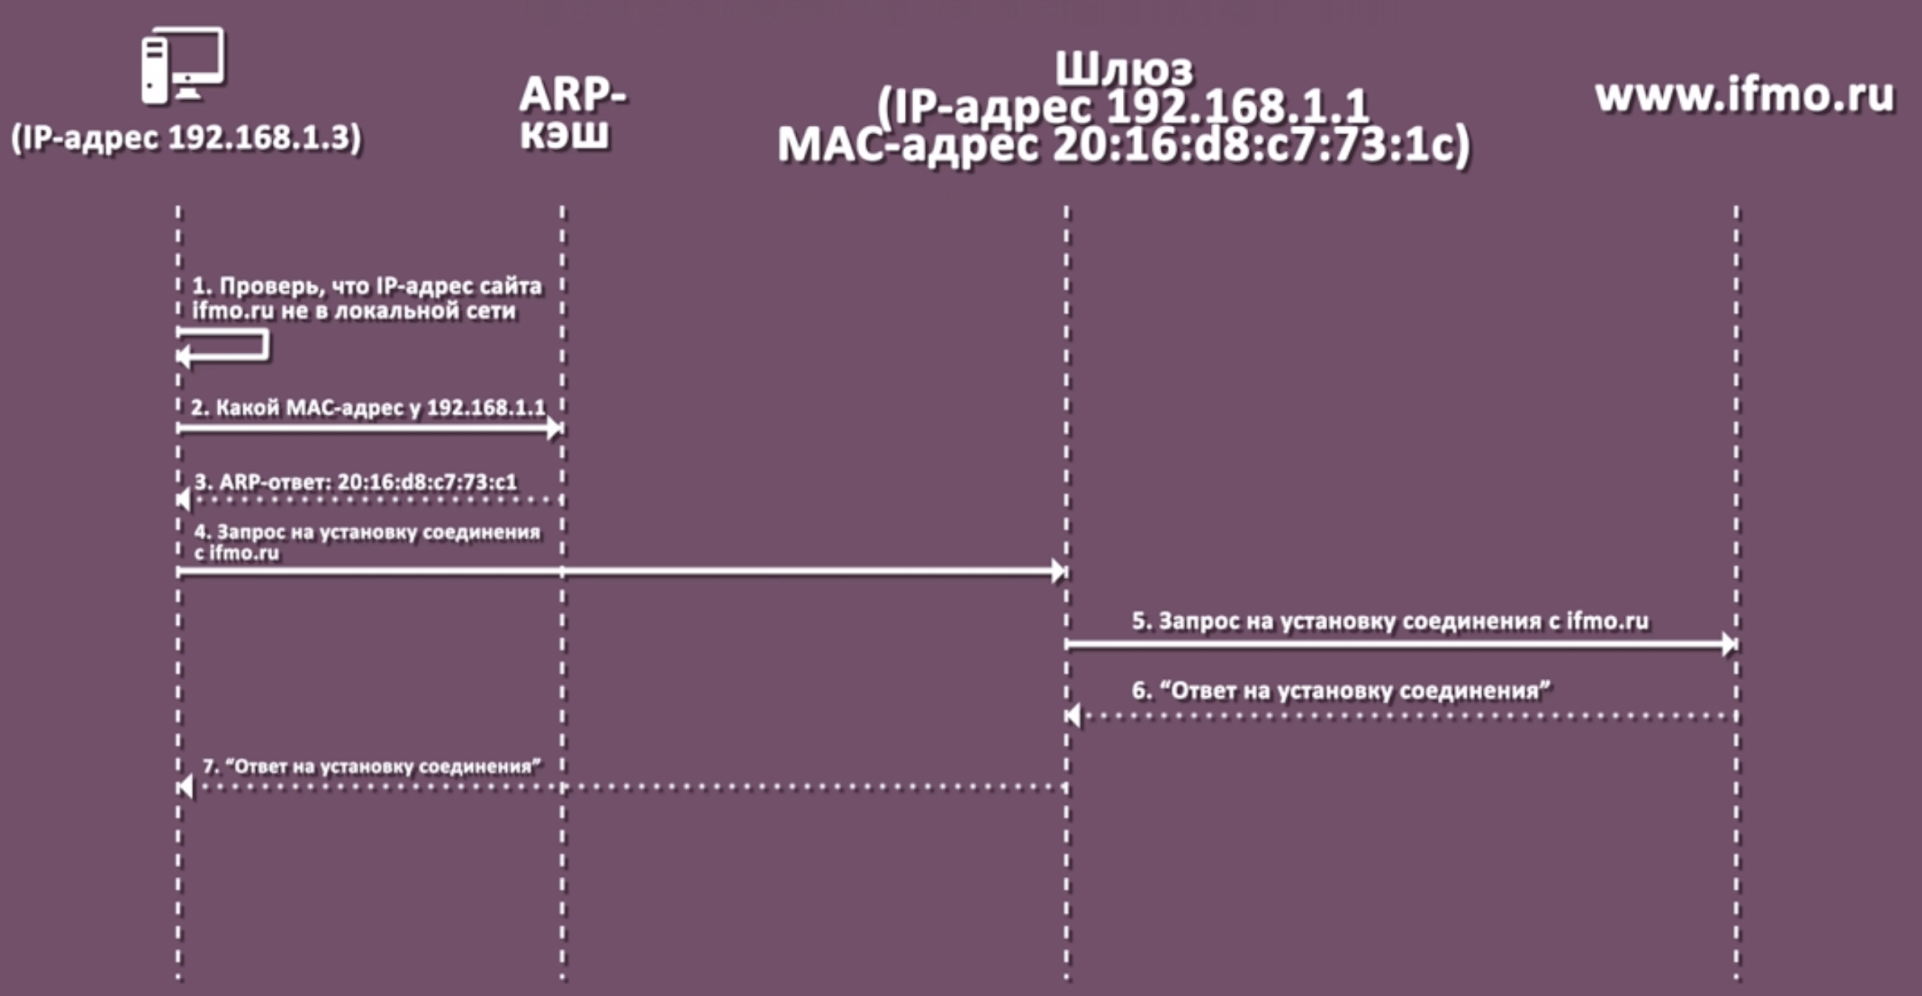 (IP-адрес 192.168.1.3)
ARP-
кэш
Шлюз
(IP-адрес 192.168.1.1
MAC-адрес 20:16:d8:c7:73:1c)
www.ifmo.ru
1. Проверь, что IP-адрес сайта
ifmo.ru не в локальной сети
2. Какой MAC-адрес у 192.168.1.1
3. ARP-ответ: 20:16:d8:c7:73:c1
4. Запрос на установку соединения
с ifmo.ru
5. Запрос на установку соединения с ifmo.ru
6. “Ответ на установку соединения”
7. “Ответ на установку соединения”